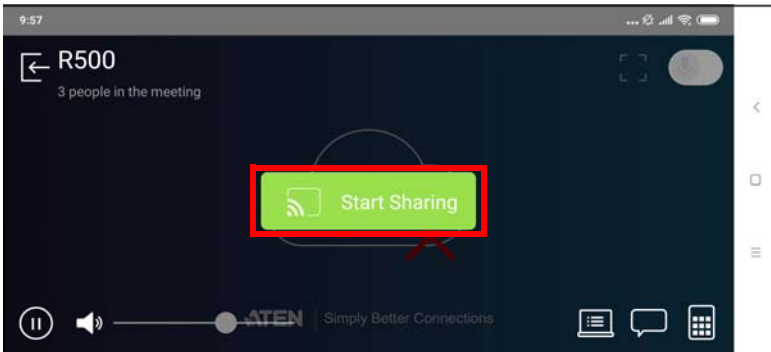 9:57
R500
3 people in the meeting
Start Sharing
ATEN Simply Better Connections